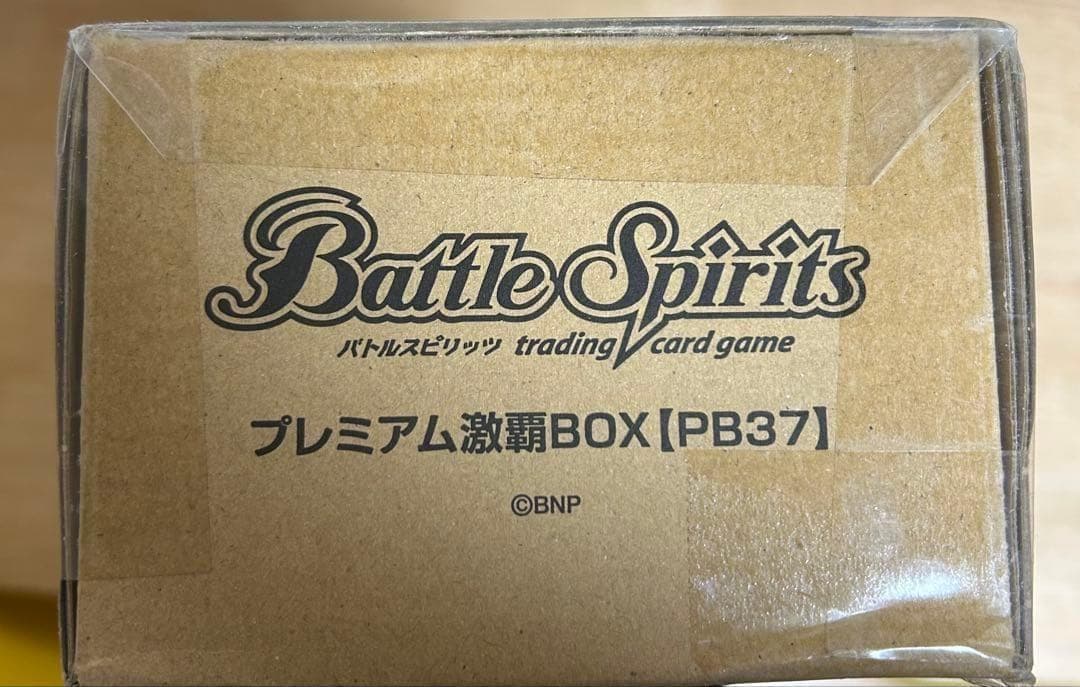 Battle Spirits
バトルスピリッツ trading card game
プレミアム激覇BOX【PB37】
©BNP